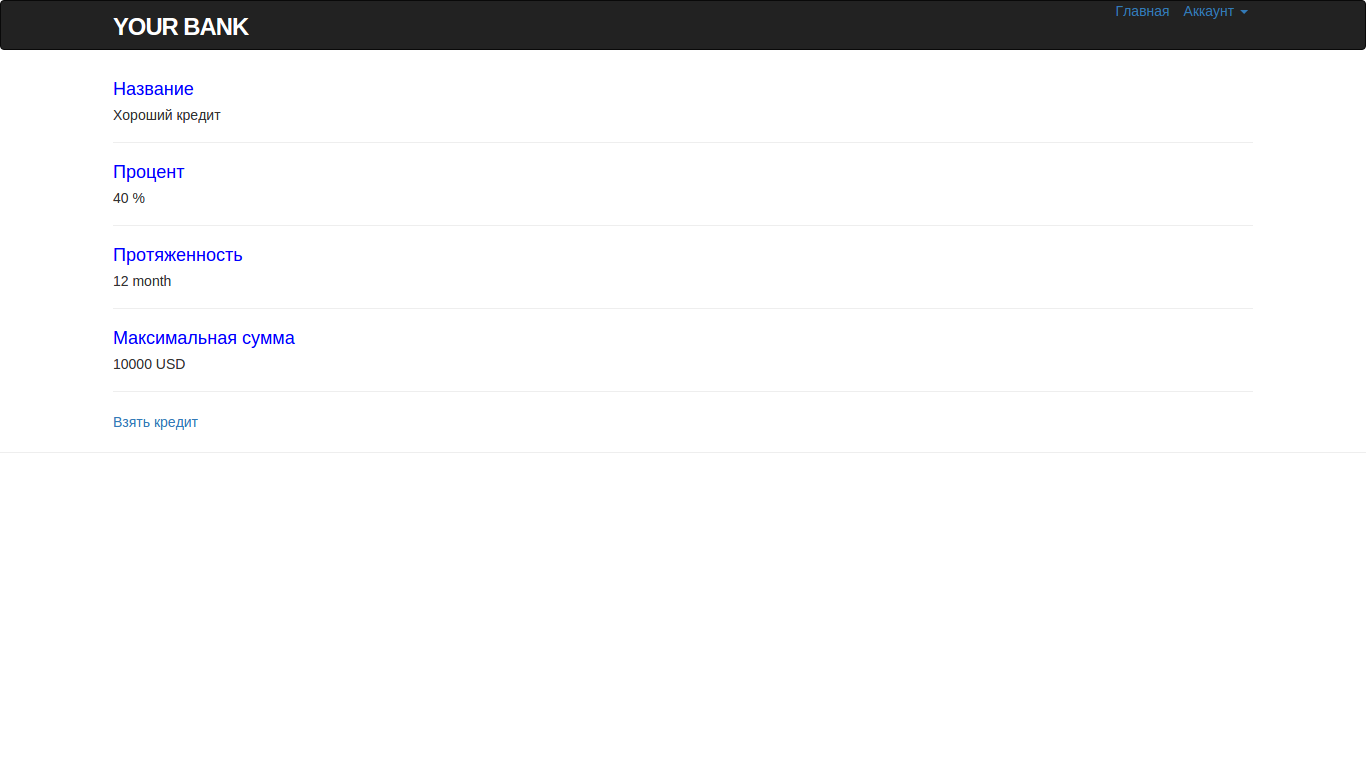 YOUR BANK
Главная Аккаунт
Название
Хороший кредит
Процент
40 %
Протяженность
12 month
Максимальная сумма
10000 USD
Взять кредит